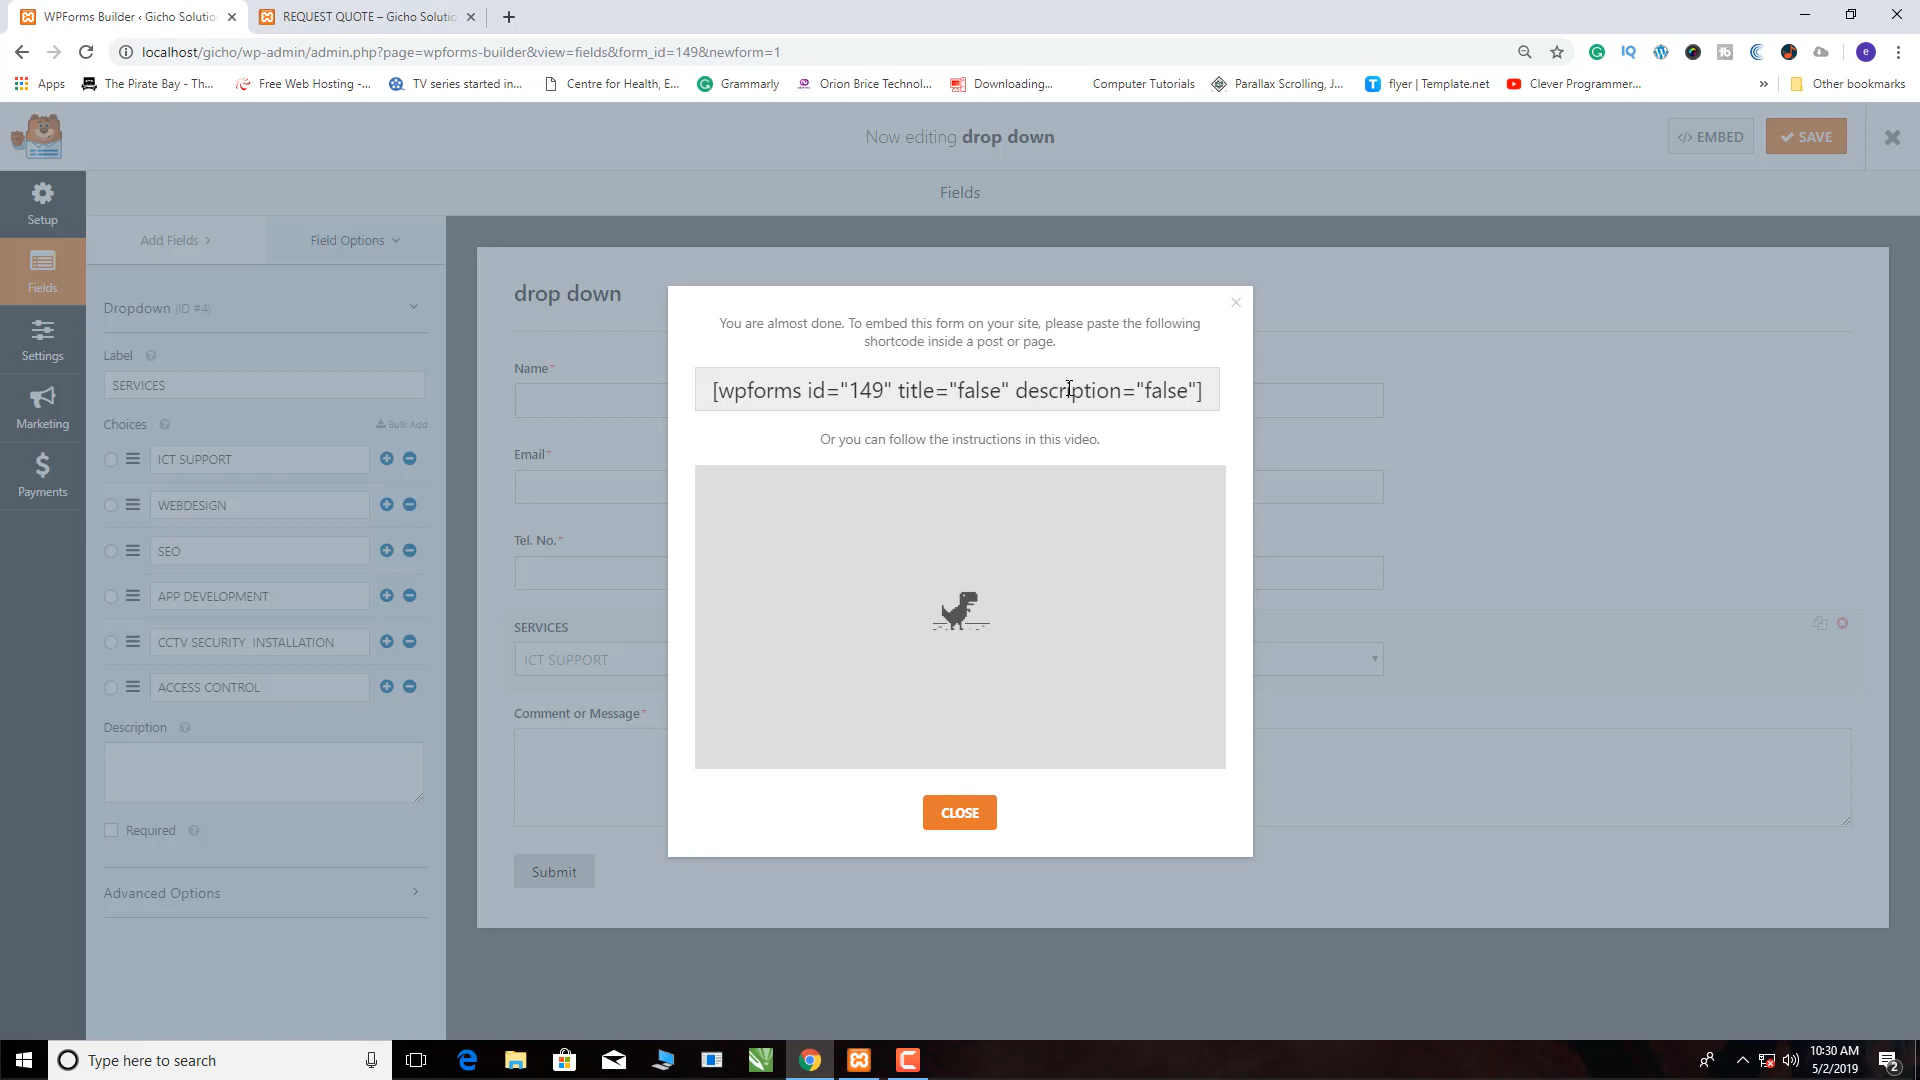 WPForms Builder ‹ Gicho Solution
REQUEST QUOTE – Gicho Solutio
localhost/gicho/wp-admin/admin.php?page=wpforms-builder&view=fields&form_id=149&newform=1
Apps
The Pirate Bay - Th...
Free Web Hosting -...
TV series started in...
Centre for Health, E...
Grammarly
Orion Brice Technol...
Downloading...
Computer Tutorials
Parallax Scrolling, J...
flyer | Template.net
Clever Programmer...
»
Other bookmarks
Now editing drop down
</> EMBED
SAVE
Setup
Fields
Settings
Marketing
Payments
Fields
Add Fields
Field Options
Dropdown (ID #4)
Label
SERVICES
Choices
Bulk Add
ICT SUPPORT
WEBDESIGN
SEO
APP DEVELOPMENT
CCTV SECURITY INSTALLATION
ACCESS CONTROL
Description
Required
Advanced Options
drop down
Name*
Email*
Tel. No.*
SERVICES
ICT SUPPORT
Comment or Message*
Submit
You are almost done. To embed this form on your site, please paste the following
shortcode inside a post or page.
[wpforms id="149" title="false" description="false"]
Or you can follow the instructions in this video.
CLOSE
Type here to search
10:30 AM
5/2/2019
2